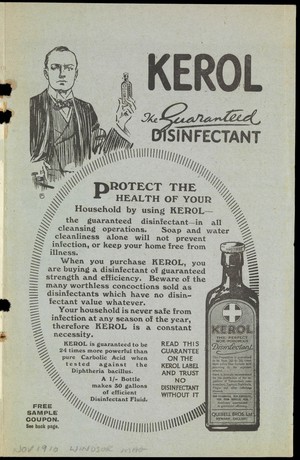 KEROL
The Guaranteed
DISINFECTANT
PROTECT THE
HEALTH OF YOUR
Household by using KEROL—
the guaranteed disinfectant—in all
cleansing operations. Soap and water
cleanliness alone will not prevent
infection, or keep your home free from
illness.
When you purchase KEROL, you
are buying a disinfectant of guaranteed
strength and efficiency. Beware of the
many worthless concoctions sold as
disinfectants which have no disin-
fectant value whatever.
Your household is never safe from
infection at any season of the year,
therefore KEROL is a constant
necessity.
KEROL is guaranteed to be
24 times more powerful than
pure Carbolic Acid when
tested against the
Diphtheria bacillus.
A 1/- Bottle
makes 30 gallons
of efficient
Disinfectant Fluid.
READ THIS
GUARANTEE
ON THE
KEROL LABEL
AND TRUST
NO
DISINFECTANT
WITHOUT IT
KEROL
Disinfectant
QUIBELL BROS. Ltd
FREE
SAMPLE
COUPON.
See back page.
NOV 1916